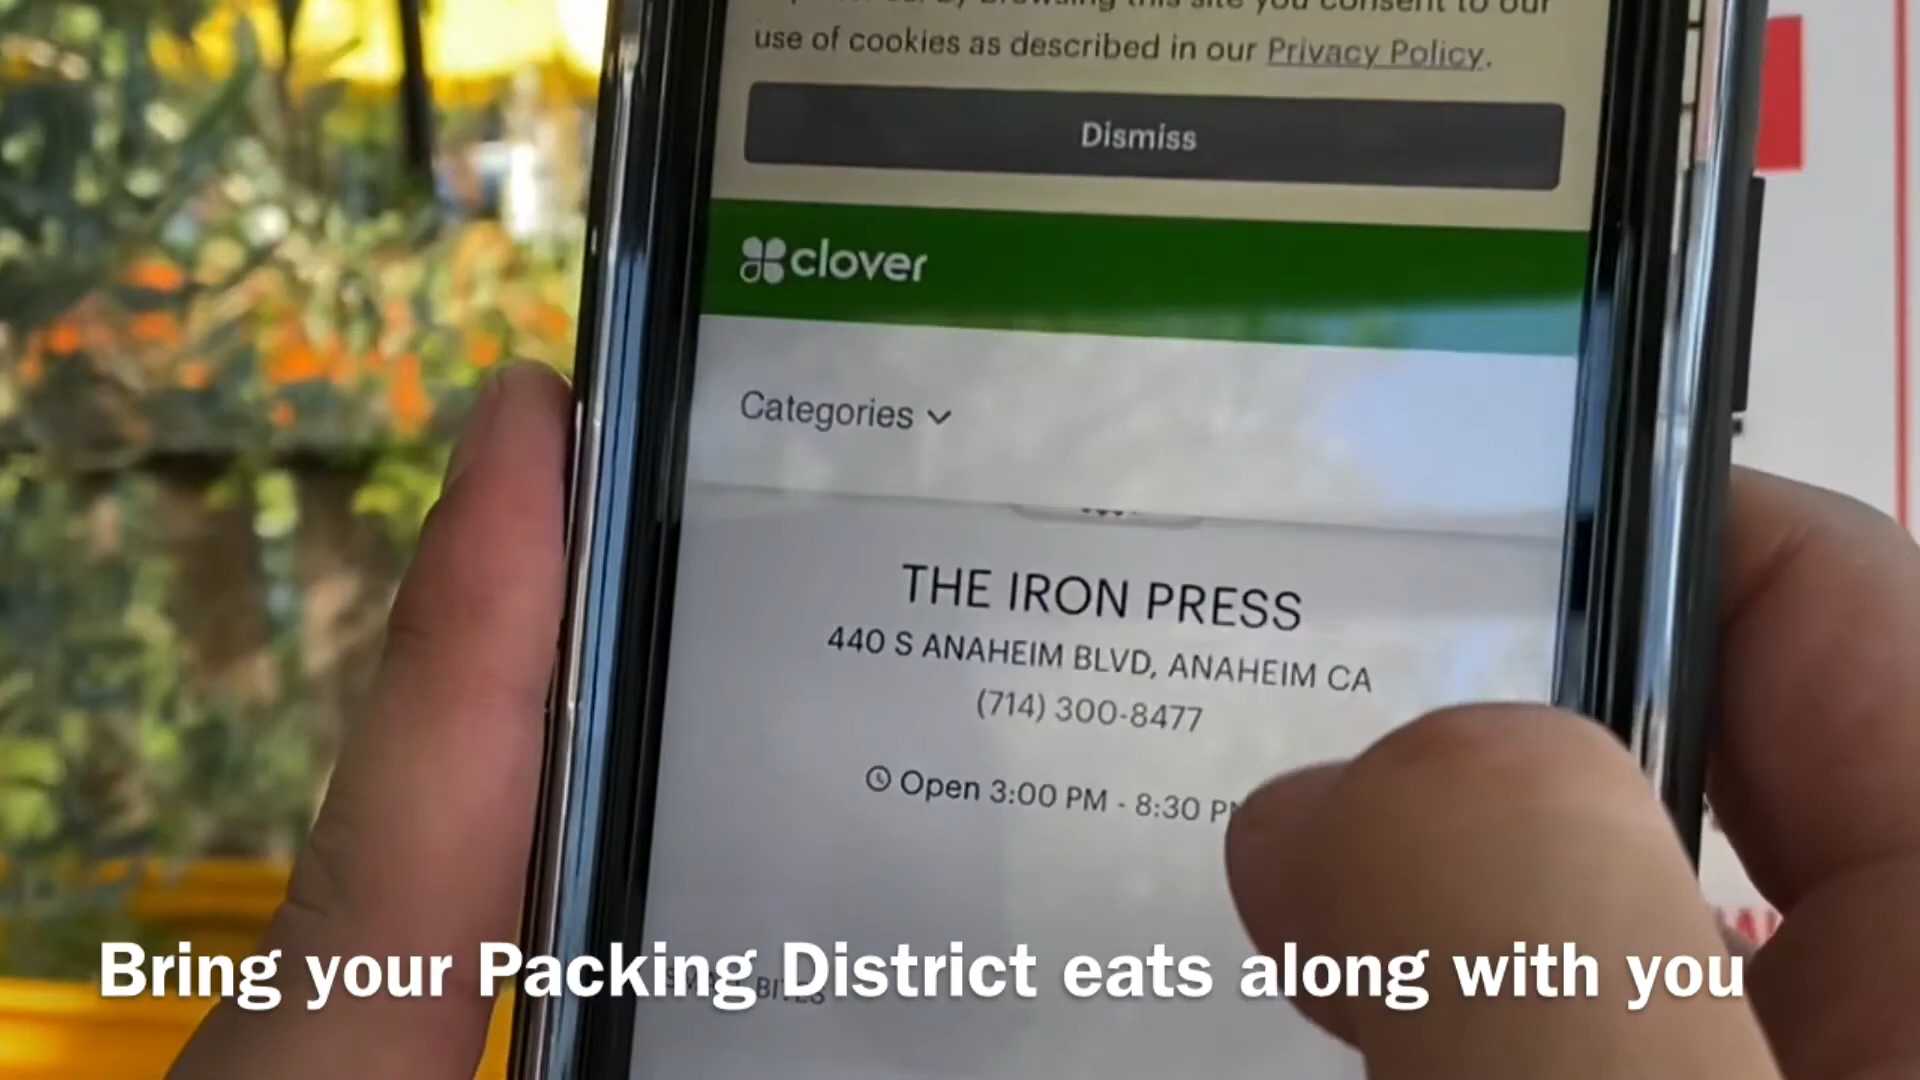 use of cookies as described in our Privacy Policy.
Dismiss
clover
Categories
THE IRON PRESS
440 S ANAHEIM BLVD, ANAHEIM CA
(714) 300-8477
Open 3:00 PM - 8:30 PM
Bring your Packing District eats along with you